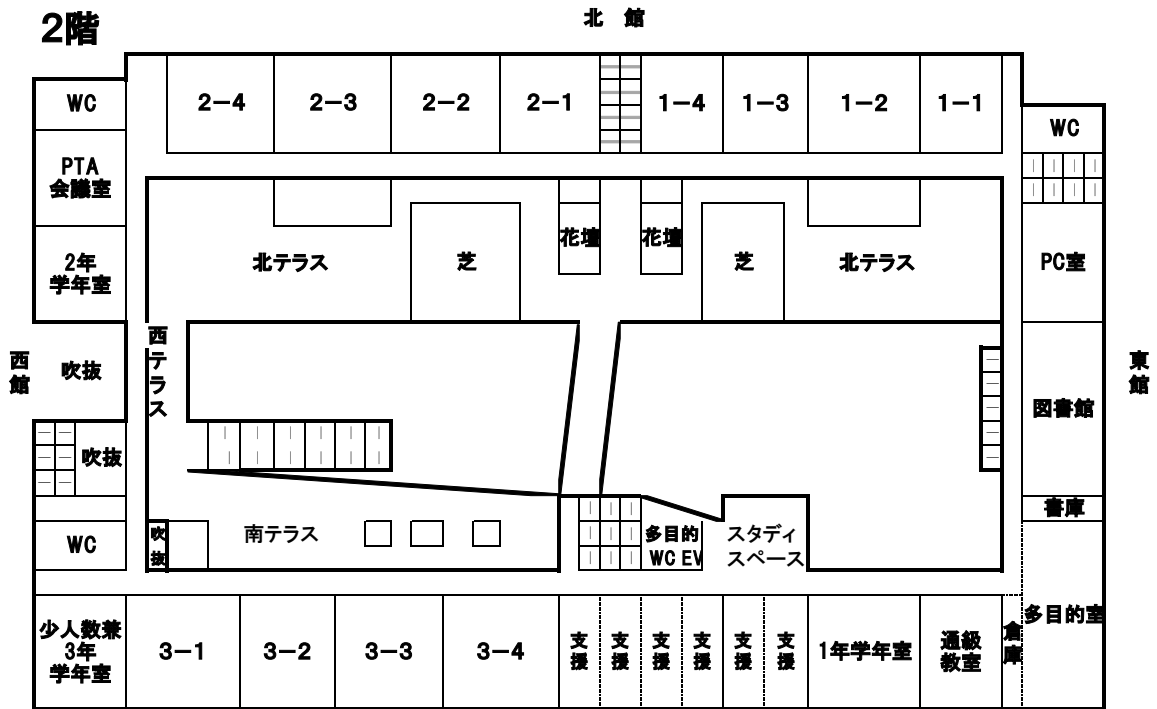 2階
北　館
WC
2－4
2－3
2－2
2－1
1－4
1－3
1－2
1－1
WC
PTA
会議室
2年
学年室
北テラス
芝
花壇
花壇
芝
北テラス
PC室
西館
吹抜
西テラス
図書館
東館
吹抜
書庫
WC
吹抜
南テラス
多目的
WC EV
スタディ
スペース
少人数兼
3年
学年室
3－1
3－2
3－3
3－4
支援
支援
支援
支援
支援
支援
1年学年室
通級
教室
倉庫
多目的室